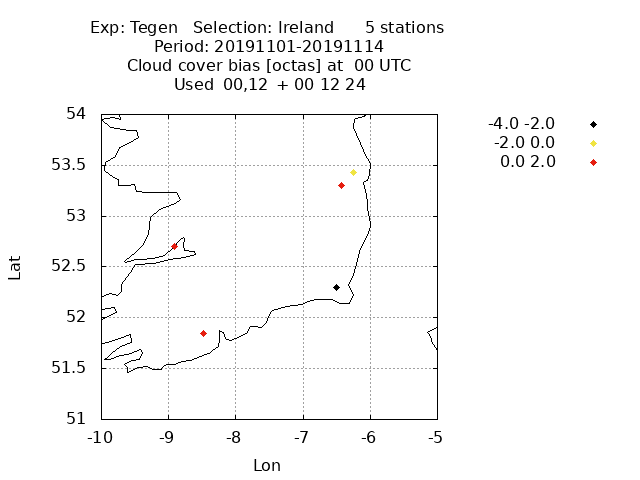 Exp: Tegen   Selection: Ireland      5 stations
Period: 20191101-20191114
Cloud cover bias [octas] at  00 UTC
Used  00,12  + 00 12 24
-4.0 -2.0
-2.0 0.0
0.0 2.0
54
53.5
53
52.5
52
51.5
51
-10 -9 -8 -7 -6 -5
Lat
Lon